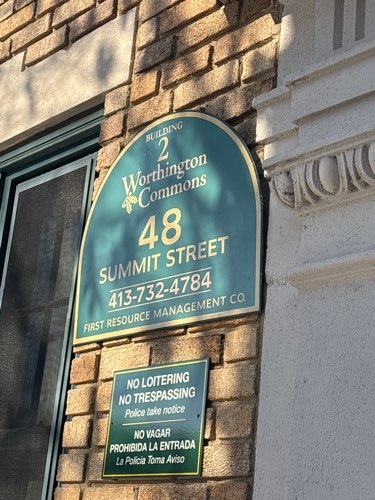 BUILDING
2
Worthington
Commons
48
SUMMIT STREET
413-732-4784
FIRST RESOURCE MANAGEMENT CO.
NO LOITERING
NO TRESPASSING
Police take notice
NO VAGAR
PROHIBIDA LA ENTRADA
La Policia Toma Aviso